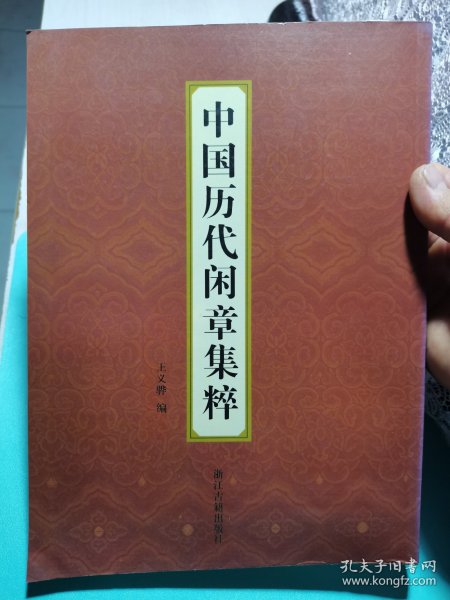 中国历代闲章集粹
王义骅 编
浙江古籍出版社
孔夫子旧书网
www.kongfz.com